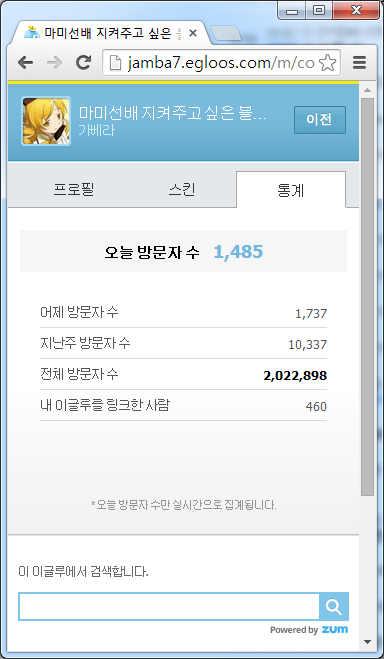 마미선배 지켜주고 싶은
jamba7.egloos.com/m/co
마미선배 지켜주고 싶은 블...
가베라
이전
프로필 스킨 통계
오늘 방문자 수 1,485
어제 방문자 수 1,737
지난주 방문자 수 10,337
전체 방문자 수 2,022,898
내 이글루를 링크한 사람 460
*오늘 방문자 수만 실시간으로 집계됩니다.
이 이글루에서 검색합니다.
Powered by zum